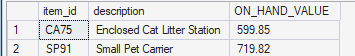 item_id description ON_HAND_VALUE
1 CA75 Enclosed Cat Litter Station 599.85
2 SP91 Small Pet Carrier 719.82